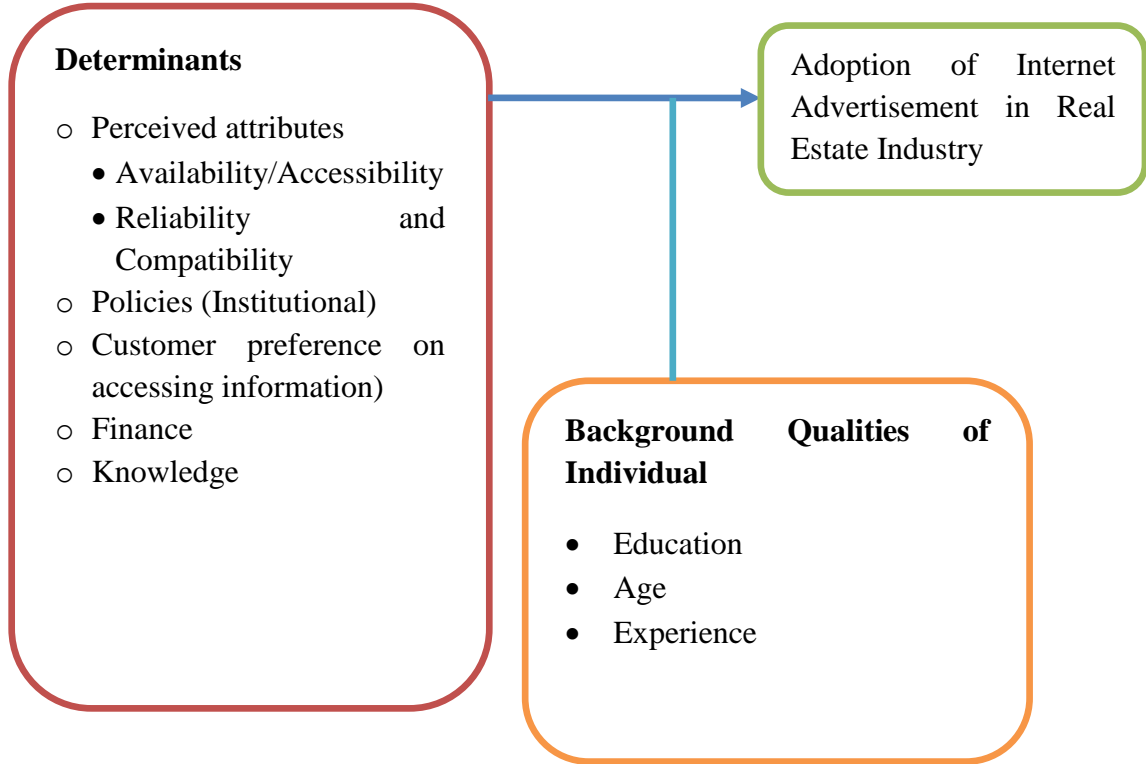 Determinants
○ Perceived attributes
• Availability/Accessibility
• Reliability and
Compatibility
○ Policies (Institutional)
○ Customer preference on
accessing information)
○ Finance
○ Knowledge
Adoption of Internet
Advertisement in Real
Estate Industry
Background Qualities of
Individual
• Education
• Age
• Experience